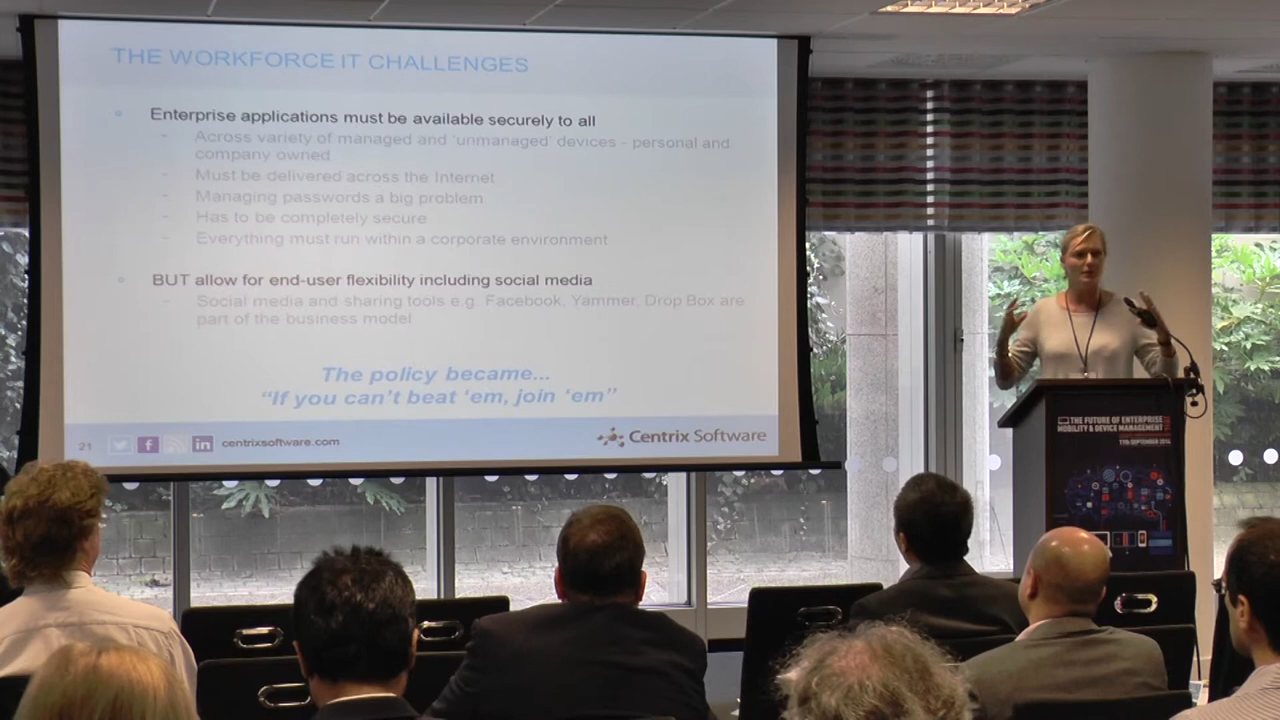 THE WORKFORCE IT CHALLENGES
Enterprise applications must be available securely to all
- Across variety of managed and 'unmanaged' devices - personal and
company owned
- Must be delivered across the Internet
- Managing passwords a big problem
- Has to be completely secure
- Everything must run within a corporate environment
BUT allow for end-user flexibility including social media
- Social media and sharing tools e.g. Facebook, Yammer, Drop Box are
part of the business model
The policy became...
"If you can't beat 'em, join 'em"
21
f
in
centrixsoftware.com
Centrix Software
THE FUTURE OF ENTERPRISE
MOBILITY & DEVICE MANAGEMENT
11TH SEPTEMBER 2014